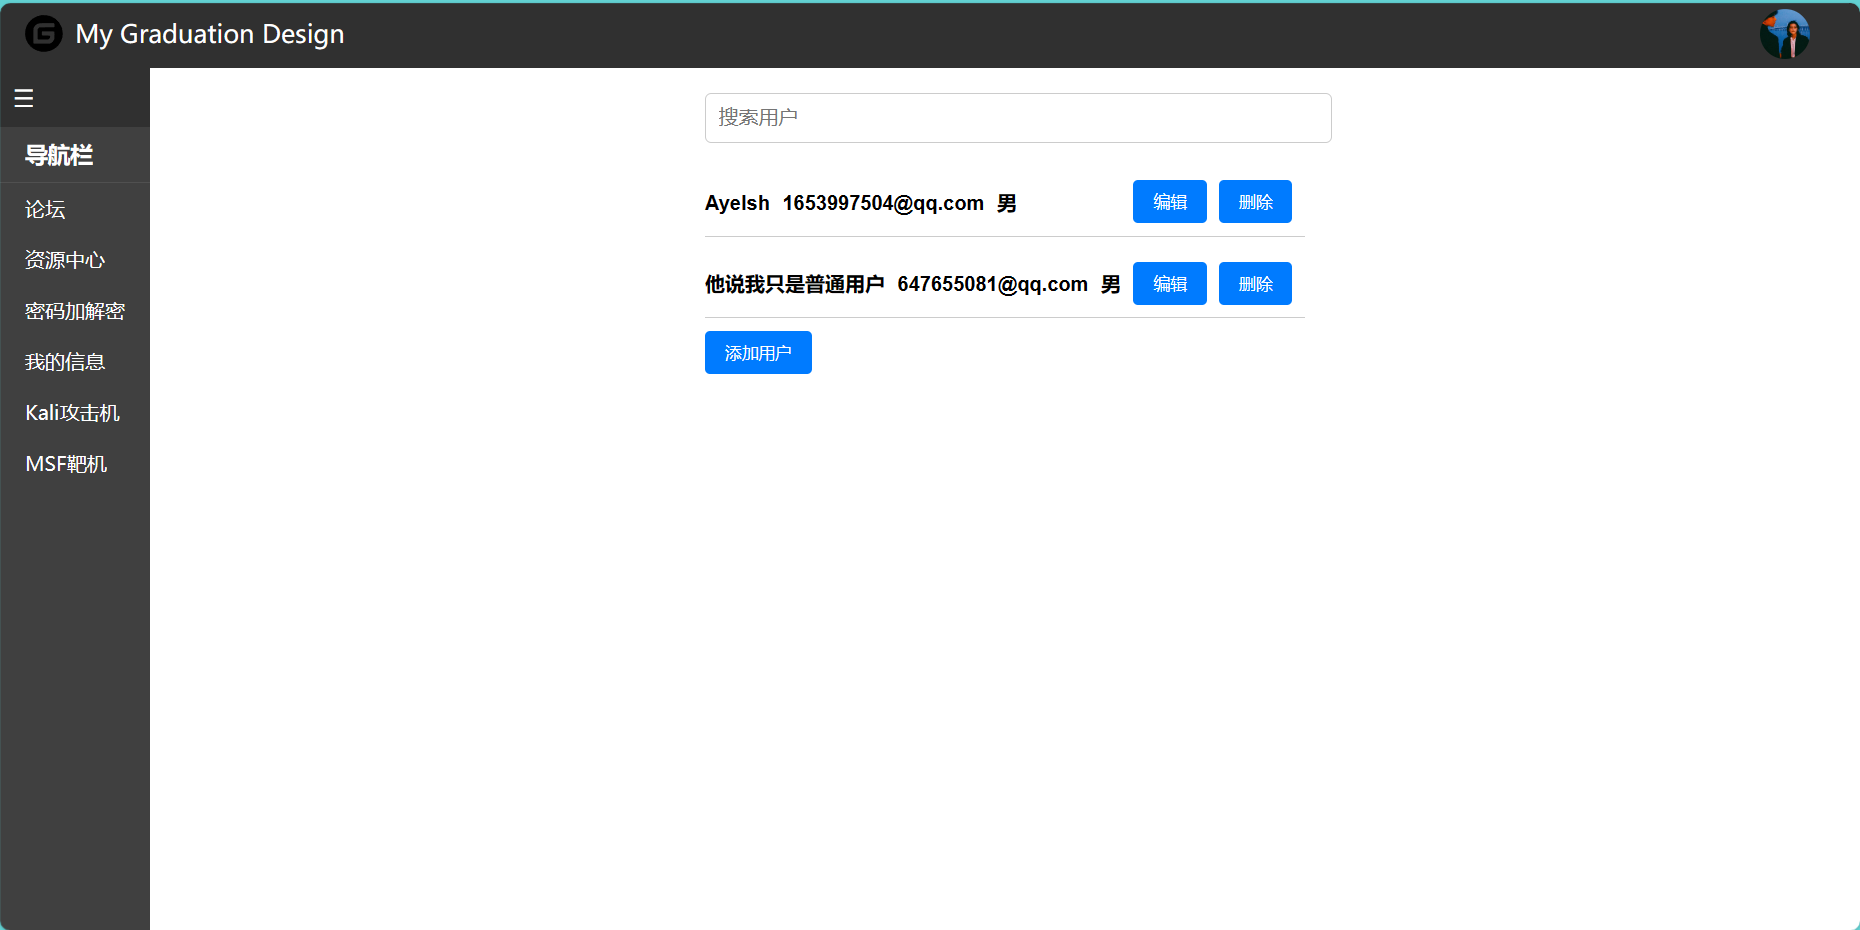 My Graduation Design
☰
导航栏
论坛
资源中心
密码加解密
我的信息
Kali攻击机
MSF靶机
搜索用户
Ayelsh 1653997504@qq.com 男 编辑 删除
他说我只是普通用户 647655081@qq.com 男 编辑 删除
添加用户